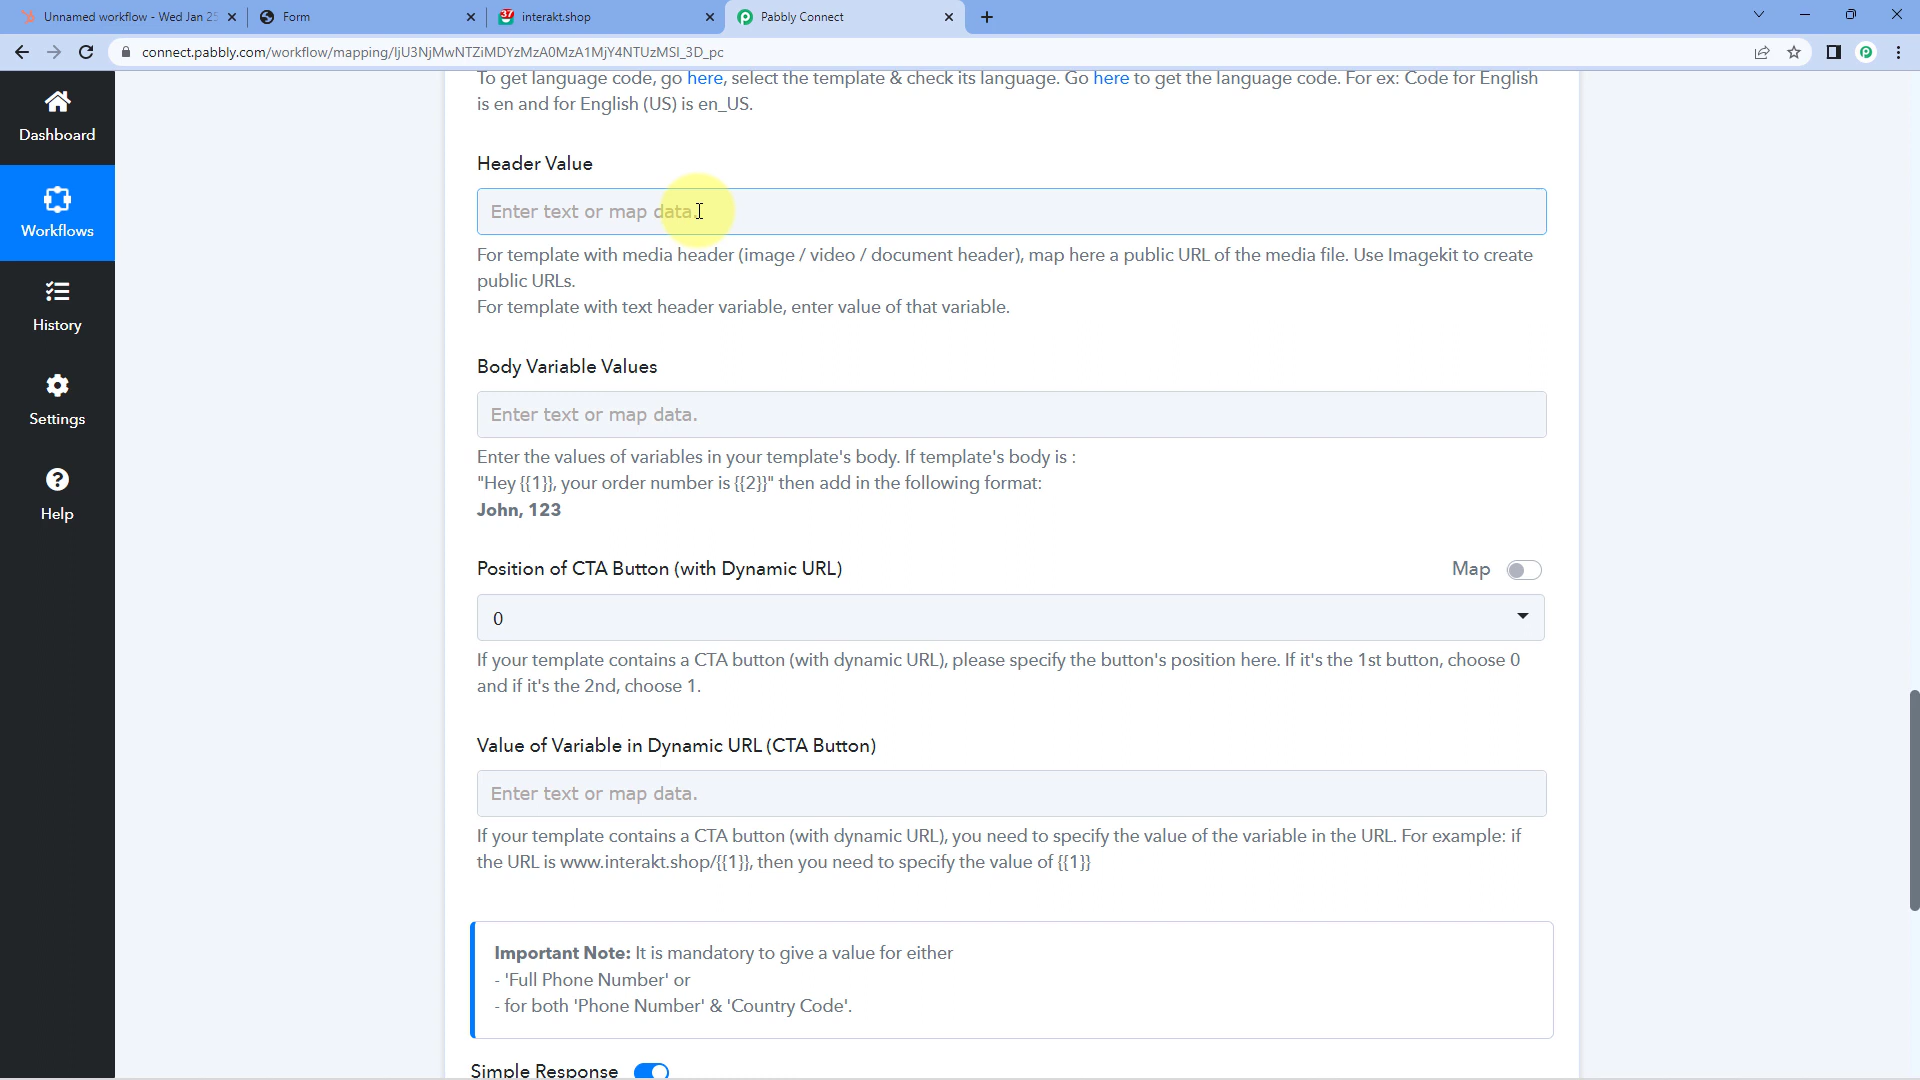 Unnamed workflow - Wed Jan 25
Form
interakt.shop
Pabbly Connect
connect.pabbly.com/workflow/mapping/IjU3NjMwNTZiMDYzMzA0MzA1MjY4NTUzMSI_3D_pc
Dashboard
Workflows
History
Settings
Help
To get language code, go here, select the template & check its language. Go here to get the language code. For ex: Code for English
is en and for English (US) is en_US.
Header Value
Enter text or map data.
For template with media header (image / video / document header), map here a public URL of the media file. Use Imagekit to create
public URLs.
For template with text header variable, enter value of that variable.
Body Variable Values
Enter text or map data.
Enter the values of variables in your template's body. If template's body is :
"Hey {{1}}, your order number is {{2}}" then add in the following format:
John, 123
Position of CTA Button (with Dynamic URL)
Map
0
If your template contains a CTA button (with dynamic URL), please specify the button's position here. If it's the 1st button, choose 0
and if it's the 2nd, choose 1.
Value of Variable in Dynamic URL (CTA Button)
Enter text or map data.
If your template contains a CTA button (with dynamic URL), you need to specify the value of the variable in the URL. For example: if
the URL is www.interakt.shop/{{1}}, then you need to specify the value of {{1}}
Important Note: It is mandatory to give a value for either
- 'Full Phone Number' or
- for both 'Phone Number' & 'Country Code'.
Simple Response